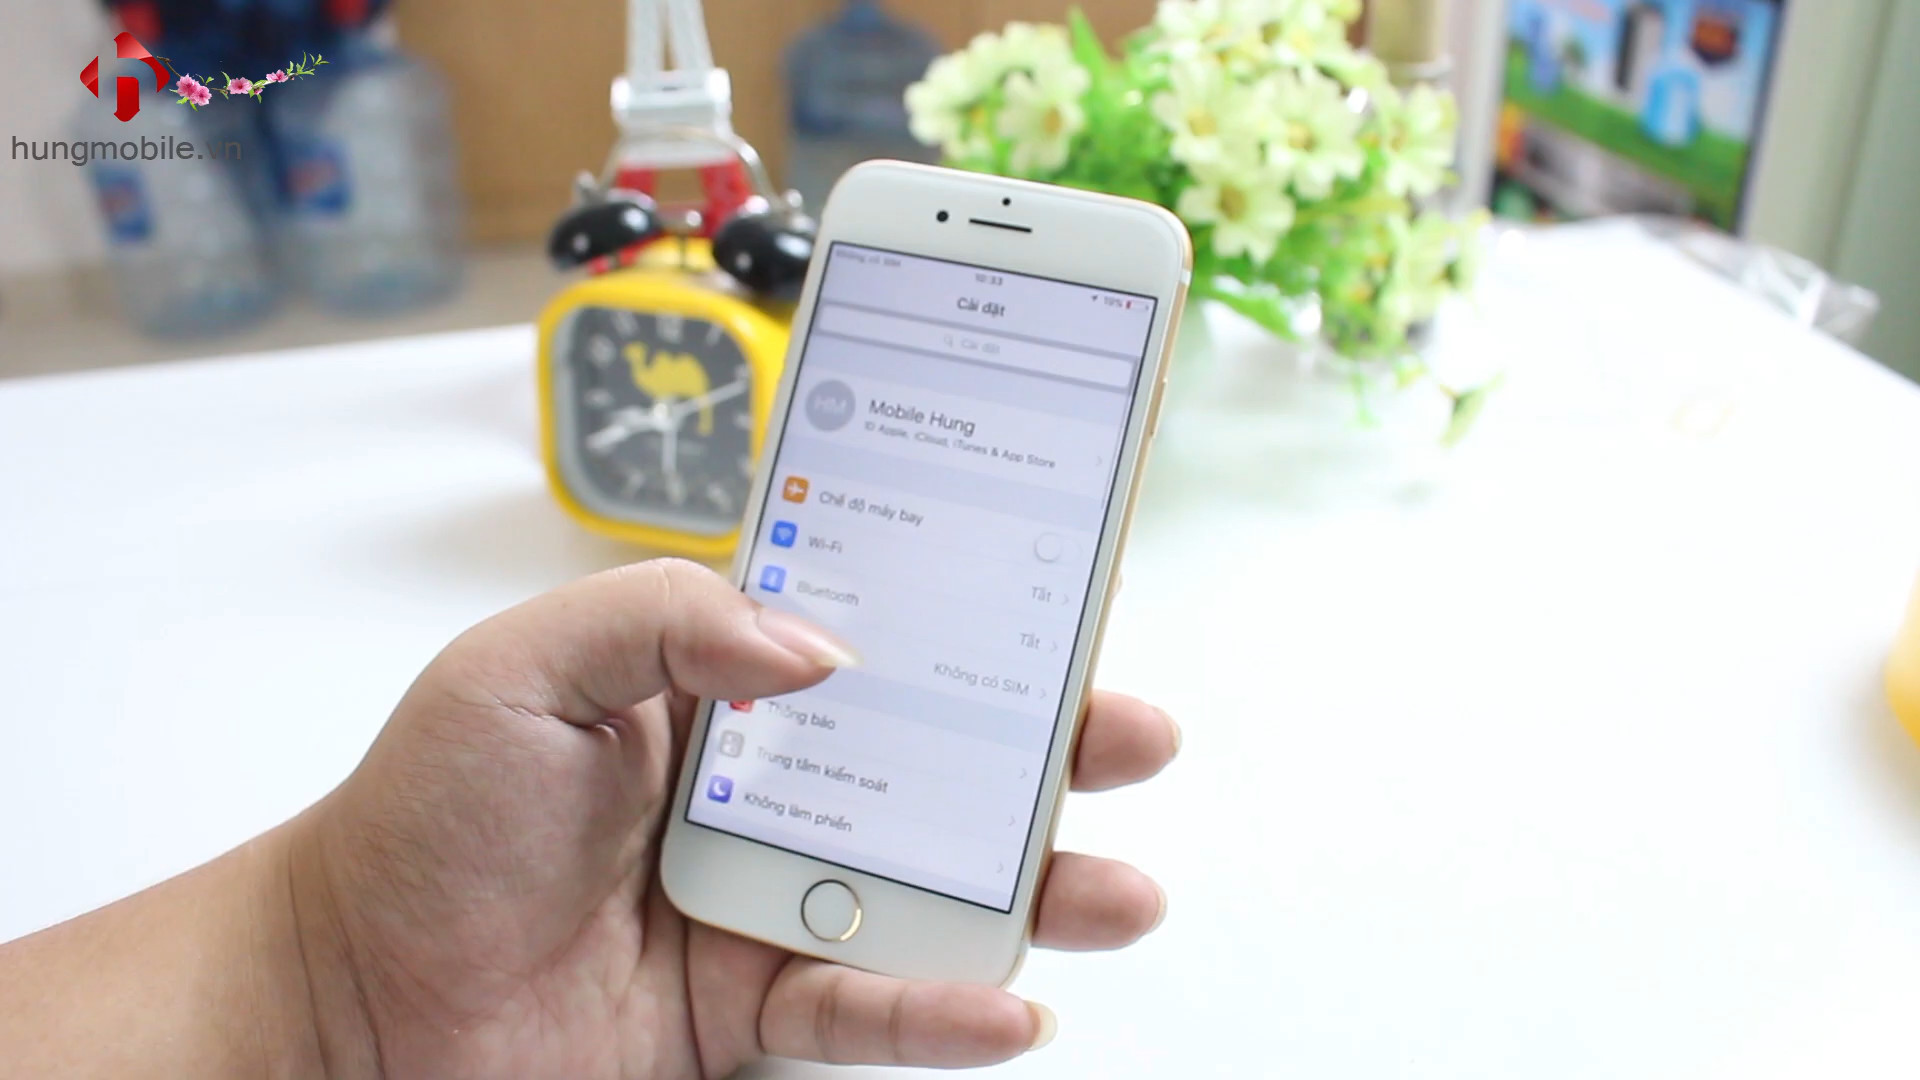 hungmobile.vn
Không có SIM
10:33
19%
Cài đặt
Cài đặt
HM
Mobile Hung
ID Apple, iCloud, iTunes & App Store
Chế độ máy bay
Wi-Fi
Tắt
Bluetooth
Tắt
Không có SIM
Thông báo
Trung tâm kiểm soát
Không làm phiền